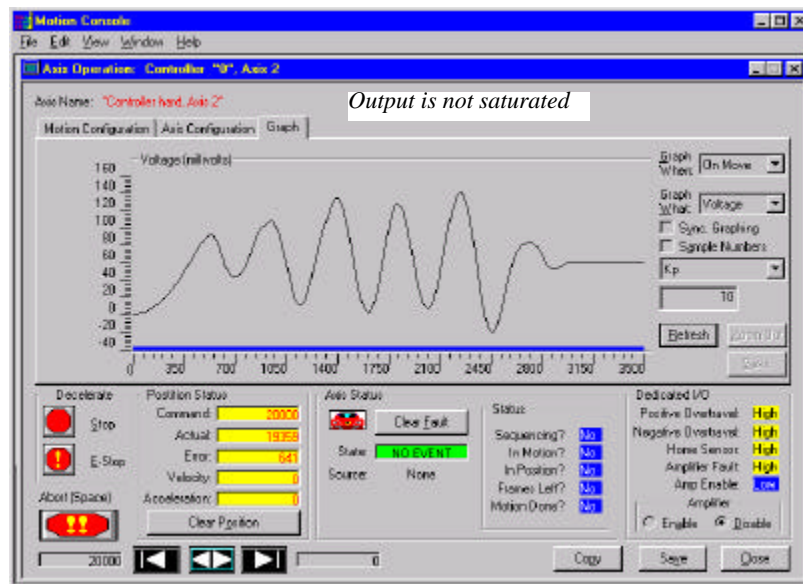 Motion Console
File Edit View Window Help
Axis Operation: Controller "0", Axis 2
Axis Name: "Controller hard, Axis 2"
Output is not saturated
Motion Configuration Axis Configuration Graph
Voltage (millivolts)
160
140
120
100
80
60
40
20
0
-20
-40
0 350 700 1050 1400 1750 2100 2450 2800 3150 3500
Graph When: On Move
Graph What: Voltage
Sync. Graphing
Sample Numbers
Kp
10
Refresh
Decelerate
Stop
E-Stop
Abort (Space)
Position Status
Command: 20000
Actual: 19359
Error: 641
Velocity: 0
Acceleration: 0
Clear Position
Axis Status
Clear Fault
State: NO EVENT
Source: None
Status
Sequencing? No
In Motion? No
In Position? No
Frames Left? No
Motion Done? No
Dedicated I/O
Positive Overtravel: High
Negative Overtravel: High
Home Sensor: High
Amplifier Fault: High
Amp Enable: Low
Amplifier
Enable Disable
20000 0
Copy Save Close